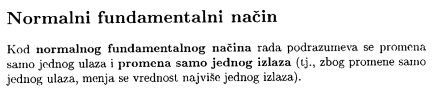 Normalni fundamentalni način
Kod normalnog fundamentalnog načina rada podrazumeva se promena
samo jednog ulaza i promena samo jednog izlaza (tj., zbog promene samo
jednog ulaza, menja se vrednost najviše jednog izlaza).